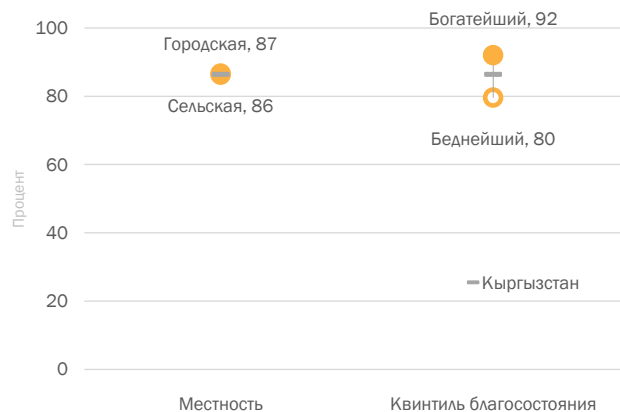 Богатейший, 92
100
Городская, 87
80
Сельская, 86
Беднейший, 80
60
Процент
40
Кыргызстан
20
0
Местность
Квинтиль благосостояния